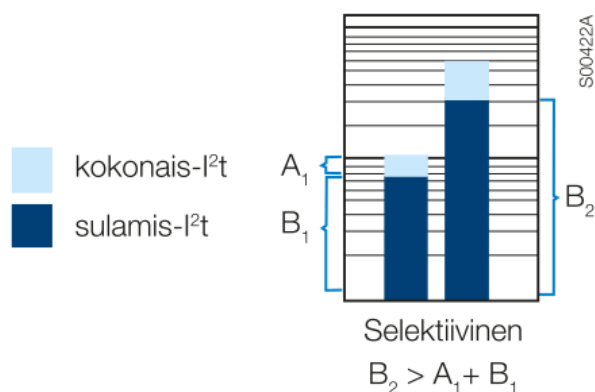 S00422A
kokonais-I²t
sulamis-I²t
A₁
B₁
B₂
Selektiivinen
B₂ > A₁+ B₁